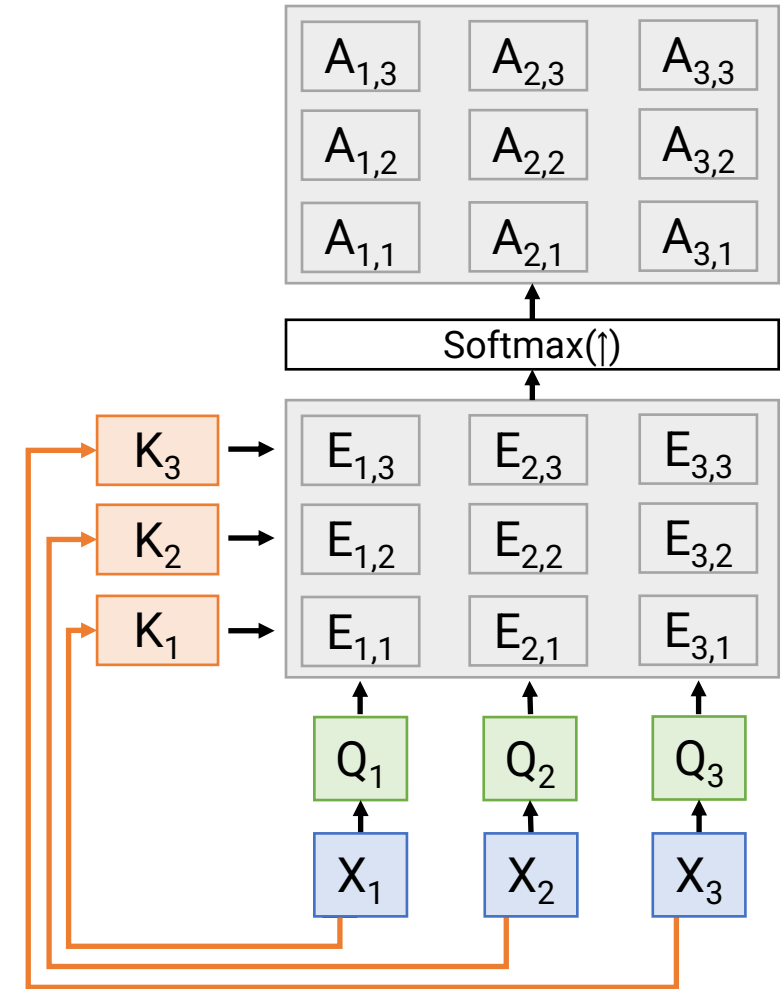 A1,3 A2,3 A3,3
A1,2 A2,2 A3,2
A1,1 A2,1 A3,1
Softmax(↑)
K3 E1,3 E2,3 E3,3
K2 E1,2 E2,2 E3,2
K1 E1,1 E2,1 E3,1
Q1 Q2 Q3
X1 X2 X3